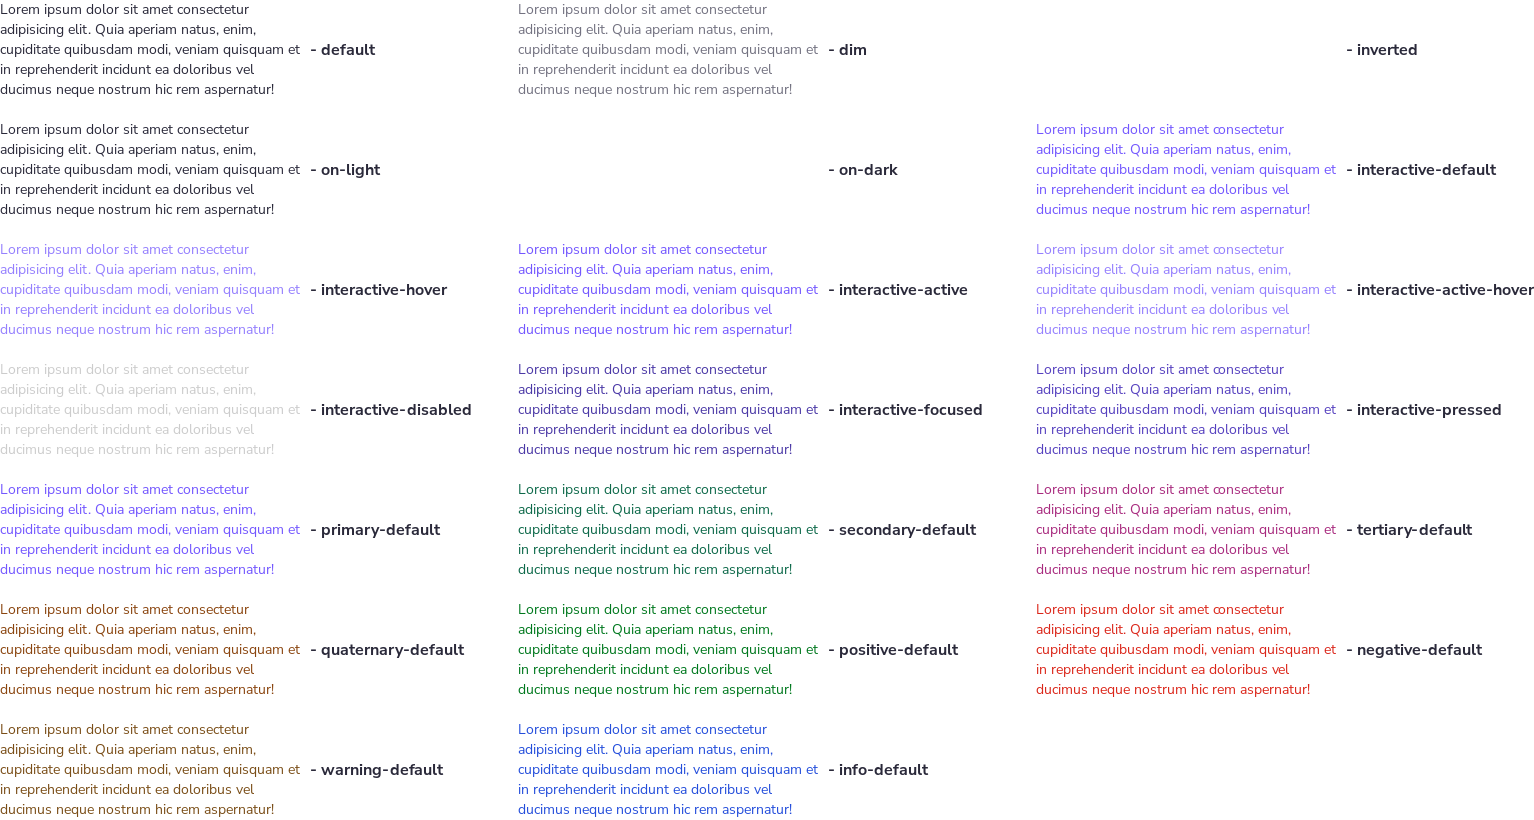 Lorem ipsum dolor sit amet consectetur
adipisicing elit. Quia aperiam natus, enim,
cupiditate quibusdam modi, veniam quisquam et
in reprehenderit incidunt ea doloribus vel
ducimus neque nostrum hic rem aspernatur!
- default
Lorem ipsum dolor sit amet consectetur
adipisicing elit. Quia aperiam natus, enim,
cupiditate quibusdam modi, veniam quisquam et
in reprehenderit incidunt ea doloribus vel
ducimus neque nostrum hic rem aspernatur!
- dim
- inverted
Lorem ipsum dolor sit amet consectetur
adipisicing elit. Quia aperiam natus, enim,
cupiditate quibusdam modi, veniam quisquam et
in reprehenderit incidunt ea doloribus vel
ducimus neque nostrum hic rem aspernatur!
- on-light
- on-dark
Lorem ipsum dolor sit amet consectetur
adipisicing elit. Quia aperiam natus, enim,
cupiditate quibusdam modi, veniam quisquam et
in reprehenderit incidunt ea doloribus vel
ducimus neque nostrum hic rem aspernatur!
- interactive-default
Lorem ipsum dolor sit amet consectetur
adipisicing elit. Quia aperiam natus, enim,
cupiditate quibusdam modi, veniam quisquam et
in reprehenderit incidunt ea doloribus vel
ducimus neque nostrum hic rem aspernatur!
- interactive-hover
Lorem ipsum dolor sit amet consectetur
adipisicing elit. Quia aperiam natus, enim,
cupiditate quibusdam modi, veniam quisquam et
in reprehenderit incidunt ea doloribus vel
ducimus neque nostrum hic rem aspernatur!
- interactive-active
Lorem ipsum dolor sit amet consectetur
adipisicing elit. Quia aperiam natus, enim,
cupiditate quibusdam modi, veniam quisquam et
in reprehenderit incidunt ea doloribus vel
ducimus neque nostrum hic rem aspernatur!
- interactive-active-hover
Lorem ipsum dolor sit amet consectetur
adipisicing elit. Quia aperiam natus, enim,
cupiditate quibusdam modi, veniam quisquam et
in reprehenderit incidunt ea doloribus vel
ducimus neque nostrum hic rem aspernatur!
- interactive-disabled
Lorem ipsum dolor sit amet consectetur
adipisicing elit. Quia aperiam natus, enim,
cupiditate quibusdam modi, veniam quisquam et
in reprehenderit incidunt ea doloribus vel
ducimus neque nostrum hic rem aspernatur!
- interactive-focused
Lorem ipsum dolor sit amet consectetur
adipisicing elit. Quia aperiam natus, enim,
cupiditate quibusdam modi, veniam quisquam et
in reprehenderit incidunt ea doloribus vel
ducimus neque nostrum hic rem aspernatur!
- interactive-pressed
Lorem ipsum dolor sit amet consectetur
adipisicing elit. Quia aperiam natus, enim,
cupiditate quibusdam modi, veniam quisquam et
in reprehenderit incidunt ea doloribus vel
ducimus neque nostrum hic rem aspernatur!
- primary-default
Lorem ipsum dolor sit amet consectetur
adipisicing elit. Quia aperiam natus, enim,
cupiditate quibusdam modi, veniam quisquam et
in reprehenderit incidunt ea doloribus vel
ducimus neque nostrum hic rem aspernatur!
- secondary-default
Lorem ipsum dolor sit amet consectetur
adipisicing elit. Quia aperiam natus, enim,
cupiditate quibusdam modi, veniam quisquam et
in reprehenderit incidunt ea doloribus vel
ducimus neque nostrum hic rem aspernatur!
- tertiary-default
Lorem ipsum dolor sit amet consectetur
adipisicing elit. Quia aperiam natus, enim,
cupiditate quibusdam modi, veniam quisquam et
in reprehenderit incidunt ea doloribus vel
ducimus neque nostrum hic rem aspernatur!
- quaternary-default
Lorem ipsum dolor sit amet consectetur
adipisicing elit. Quia aperiam natus, enim,
cupiditate quibusdam modi, veniam quisquam et
in reprehenderit incidunt ea doloribus vel
ducimus neque nostrum hic rem aspernatur!
- positive-default
Lorem ipsum dolor sit amet consectetur
adipisicing elit. Quia aperiam natus, enim,
cupiditate quibusdam modi, veniam quisquam et
in reprehenderit incidunt ea doloribus vel
ducimus neque nostrum hic rem aspernatur!
- negative-default
Lorem ipsum dolor sit amet consectetur
adipisicing elit. Quia aperiam natus, enim,
cupiditate quibusdam modi, veniam quisquam et
in reprehenderit incidunt ea doloribus vel
ducimus neque nostrum hic rem aspernatur!
- warning-default
Lorem ipsum dolor sit amet consectetur
adipisicing elit. Quia aperiam natus, enim,
cupiditate quibusdam modi, veniam quisquam et
in reprehenderit incidunt ea doloribus vel
ducimus neque nostrum hic rem aspernatur!
- info-default